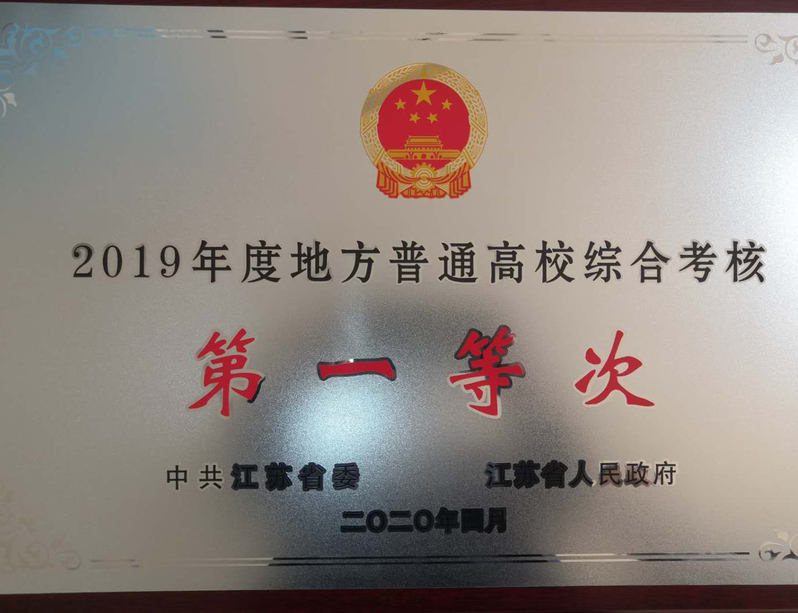 2019年度地方普通高校综合考核
第一等次
中共江苏省委 江苏省人民政府
二〇二〇年四月